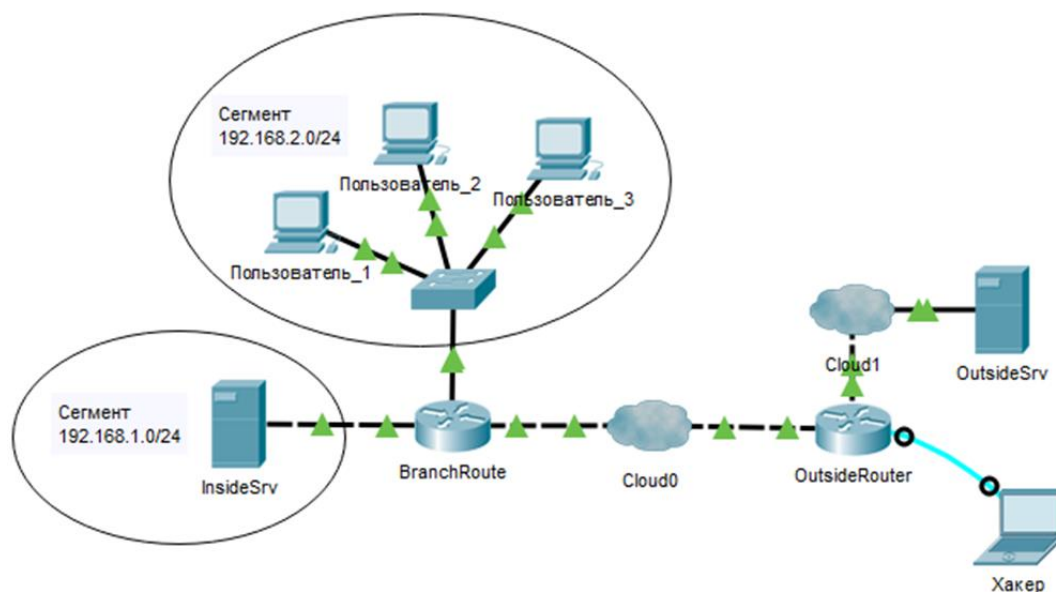 Сегмент
192.168.2.0/24
Пользователь_2
Пользователь_3
Пользователь_1
Cloud1
OutsideSrv
Сегмент
192.168.1.0/24
InsideSrv
BranchRoute
Cloud0
OutsideRouter
Хакер